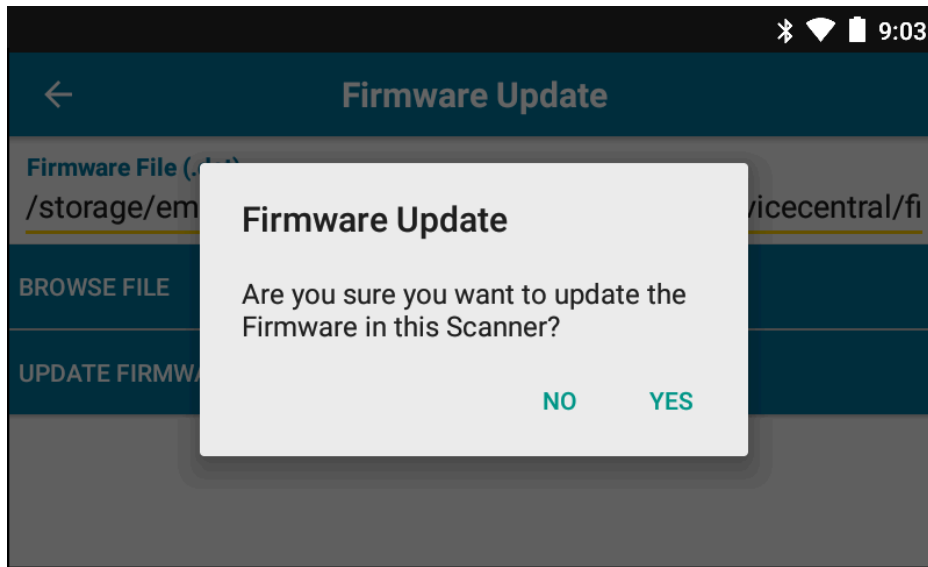 9:03
Firmware Update
Firmware File (.
/storage/em vicecentral/fi
BROWSE FILE
UPDATE FIRMWA
Firmware Update
Are you sure you want to update the
Firmware in this Scanner?
NO YES